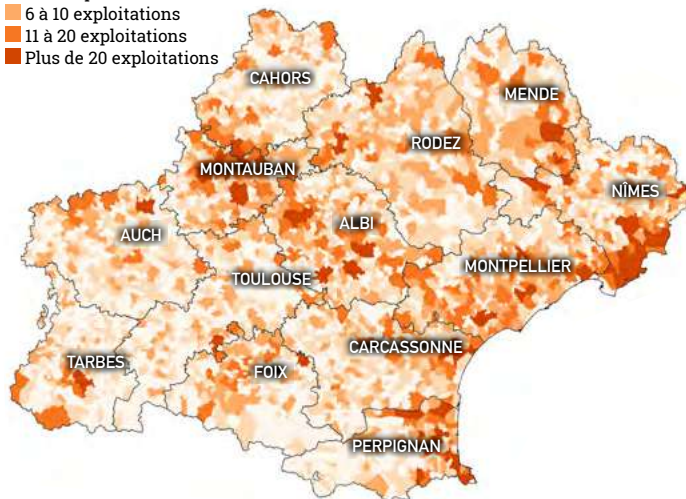 6 à 10 exploitations
11 à 20 exploitations
Plus de 20 exploitations
CAHORS
MENDE
RODEZ
MONTAUBAN
NÎMES
ALBI
AUCH
MONTPELLIER
TOULOUSE
CARCASSONNE
TARBES
FOIX
PERPIGNAN